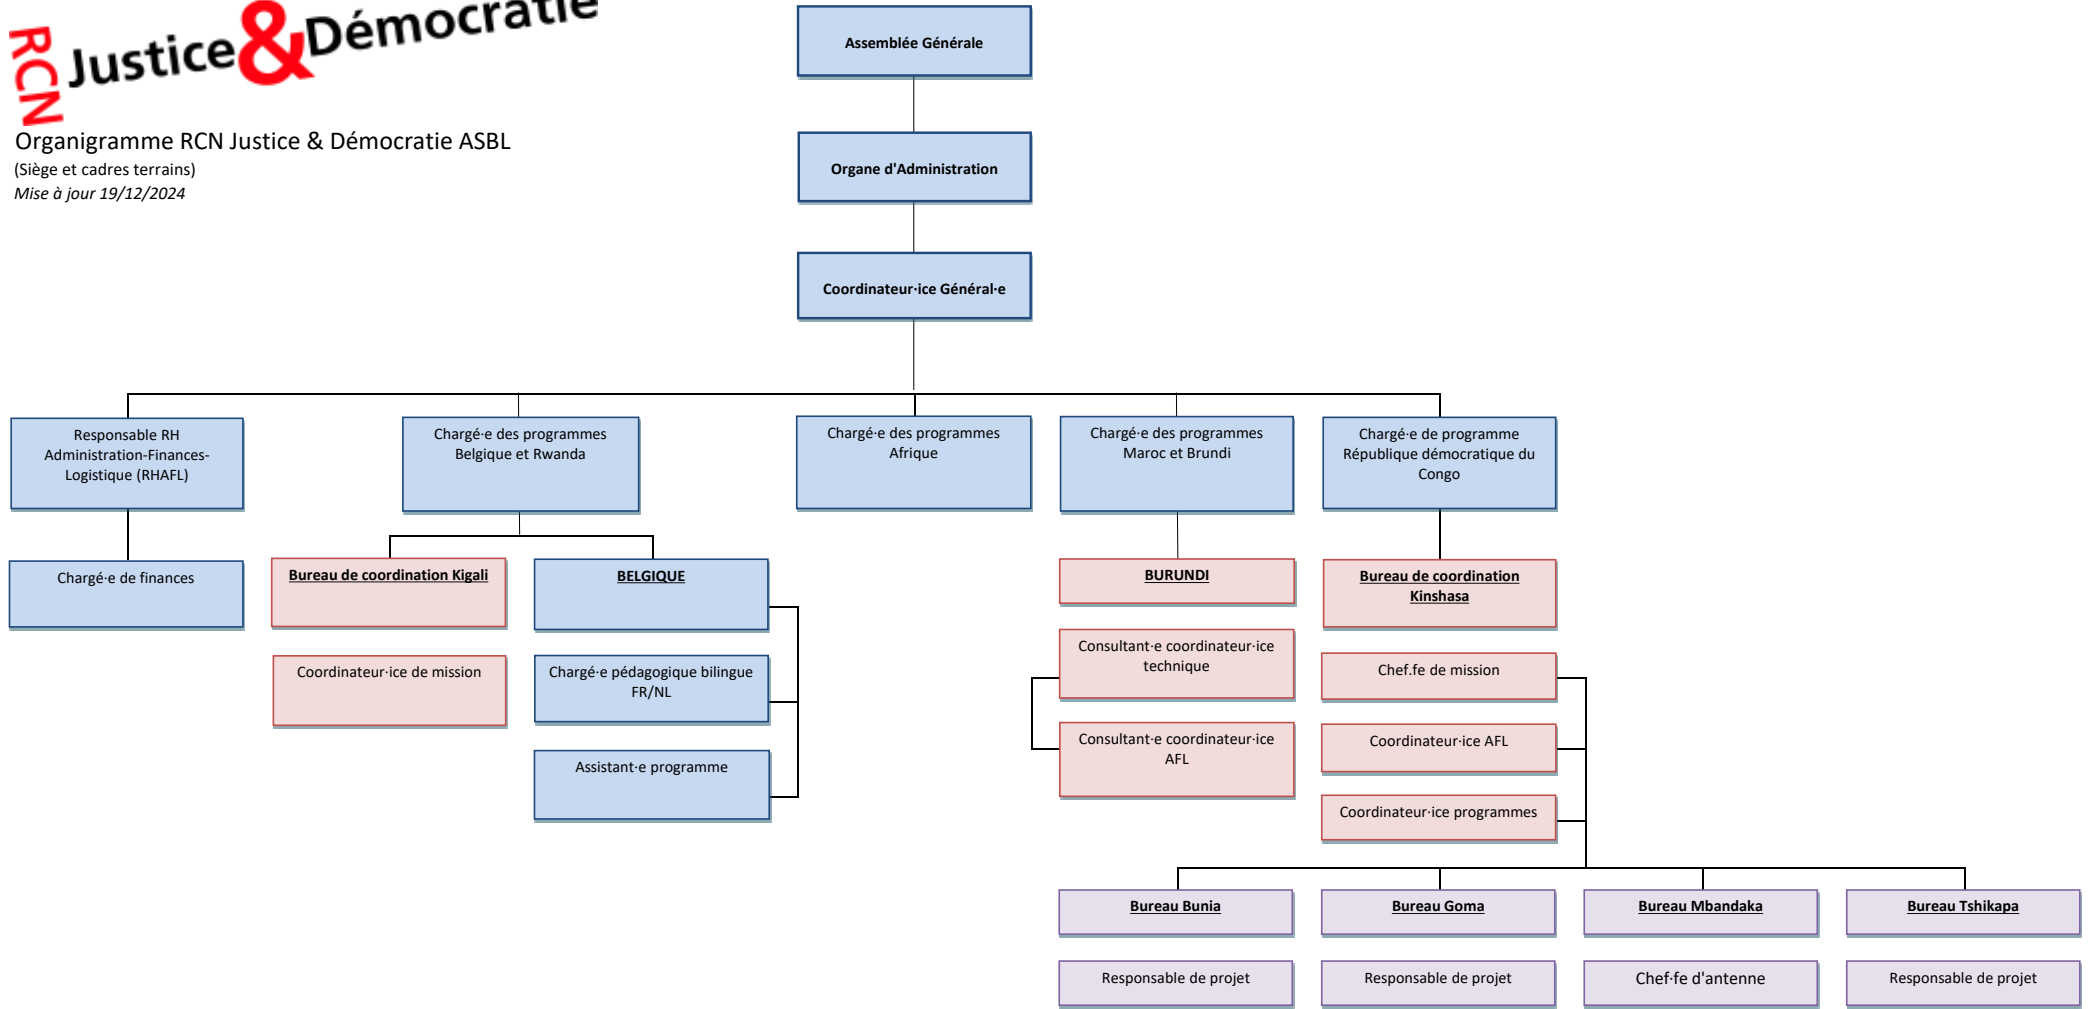 RCN Justice&Démocratie
Organigramme RCN Justice & Démocratie ASBL
(Siège et cadres terrains)
Mise à jour 19/12/2024
Assemblée Générale
Organe d'Administration
Coordinateur·ice Général·e
Responsable RH
Administration-Finances-
Logistique (RHAFL)
Chargé·e des programmes
Belgique et Rwanda
Chargé·e des programmes
Afrique
Chargé·e des programmes
Maroc et Brundi
Chargé·e de programme
République démocratique du
Congo
Chargé·e de finances
Bureau de coordination Kigali
BELGIQUE
BURUNDI
Bureau de coordination
Kinshasa
Coordinateur·ice de mission
Chargé·e pédagogique bilingue
FR/NL
Consultant·e coordinateur·ice
technique
Chef.fe de mission
Assistant·e programme
Consultant·e coordinateur·ice
AFL
Coordinateur·ice AFL
Coordinateur·ice programmes
Bureau Bunia
Bureau Goma
Bureau Mbandaka
Bureau Tshikapa
Responsable de projet
Responsable de projet
Chef·fe d'antenne
Responsable de projet